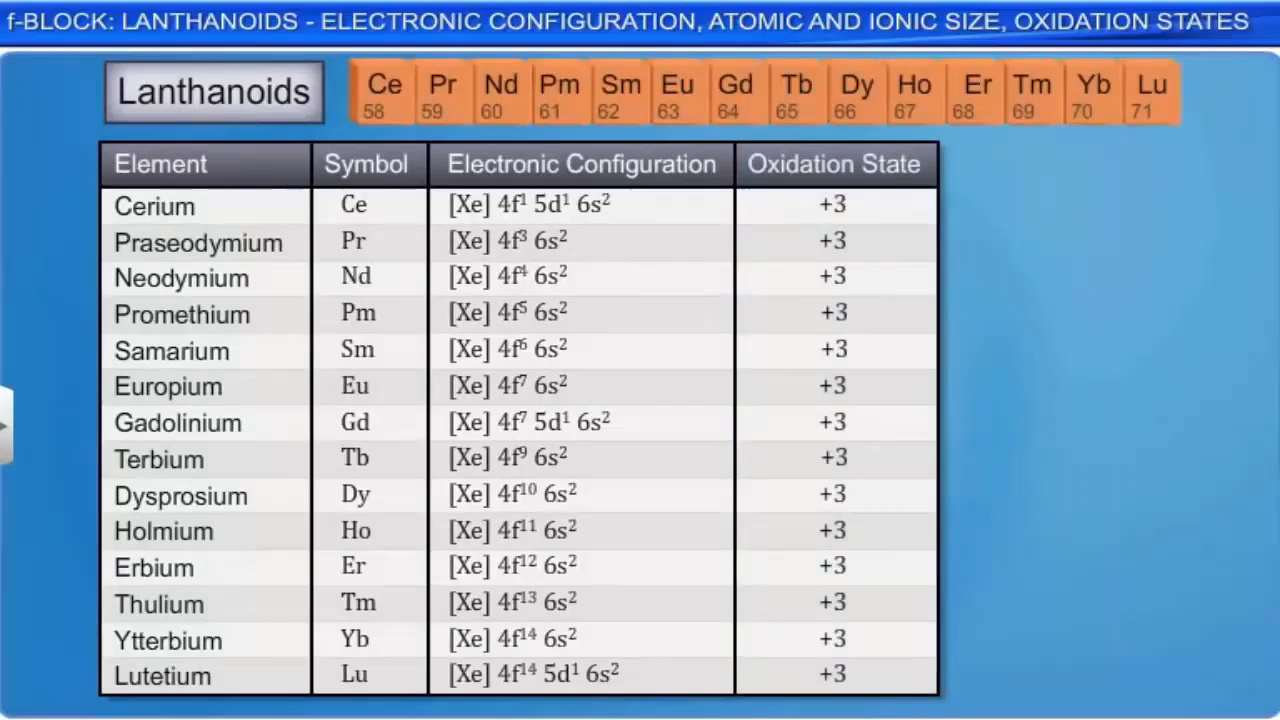 f-BLOCK: LANTHANOIDS - ELECTRONIC CONFIGURATION, ATOMIC AND IONIC SIZE, OXIDATION STATES
Lanthanoids
Ce Pr Nd Pm Sm Eu Gd Tb Dy Ho Er Tm Yb Lu
58 59 60 61 62 63 64 65 66 67 68 69 70 71
Element Symbol Electronic Configuration Oxidation State
Cerium Ce [Xe] 4f¹ 5d¹ 6s² +3
Praseodymium Pr [Xe] 4f³ 6s² +3
Neodymium Nd [Xe] 4f⁴ 6s² +3
Promethium Pm [Xe] 4f⁵ 6s² +3
Samarium Sm [Xe] 4f⁶ 6s² +3
Europium Eu [Xe] 4f⁷ 6s² +3
Gadolinium Gd [Xe] 4f⁷ 5d¹ 6s² +3
Terbium Tb [Xe] 4f⁹ 6s² +3
Dysprosium Dy [Xe] 4f¹⁰ 6s² +3
Holmium Ho [Xe] 4f¹¹ 6s² +3
Erbium Er [Xe] 4f¹² 6s² +3
Thulium Tm [Xe] 4f¹³ 6s² +3
Ytterbium Yb [Xe] 4f¹⁴ 6s² +3
Lutetium Lu [Xe] 4f¹⁴ 5d¹ 6s² +3